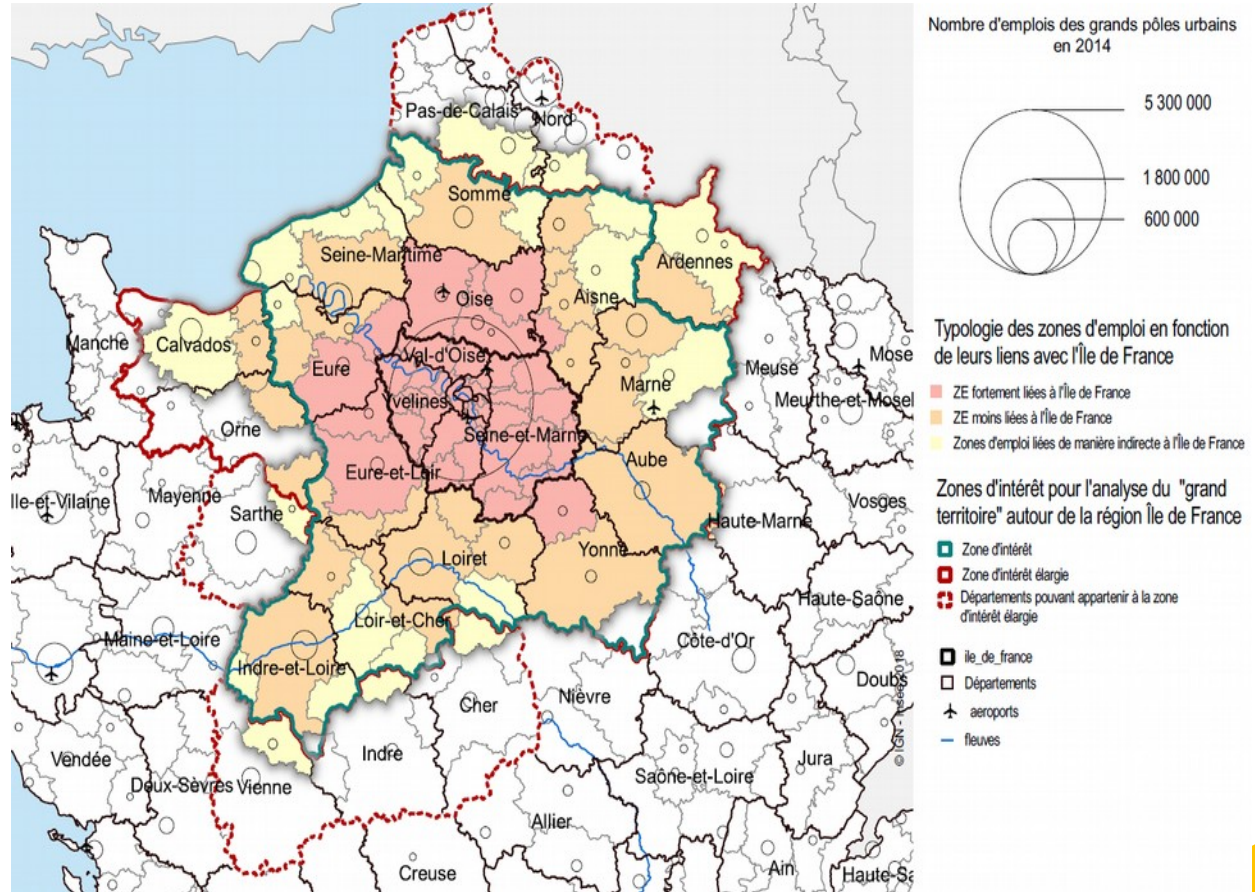 Pas-de-Calais
Nord
Somme
Seine-Maritime
Ardennes
Oise
Aisne
Manche
Calvados
Val-d'Oise
Eure
Marne
Meuse
Mose
Yvelines
Meurthe-et-Mosel
Orne
Seine-et-Marne
Aube
Eure-et-Loir
Mayenne
lle-et-Vilaine
Sarthe
Vosges
Haute-Marne
Loiret
Yonne
Haute-Saône
Loir-et-Cher
Maine-et-Loire
Côte-d'Or
Indre-et-Loire
Doubs
Cher
Nièvre
Vendée
Indre
Jura
Deux-Sèvres
Vienne
Saône-et-Loire
Allier
Creuse
Ain
Haute-Sa
© IGN - Insee 2018
Nombre d'emplois des grands pôles urbains
en 2014
5 300 000
1 800 000
600 000
Typologie des zones d'emploi en fonction
de leurs liens avec l'Île de France
ZE fortement liées à l'Île de France
ZE moins liées à l'Île de France
Zones d'emploi liées de manière indirecte à l'Île de France
Zones d'intérêt pour l'analyse du "grand
territoire" autour de la région Île de France
Zone d'intérêt
Zone d'intérêt élargie
Départements pouvant appartenir à la zone
d'intérêt élargie
ile_de_france
Départements
aeroports
fleuves